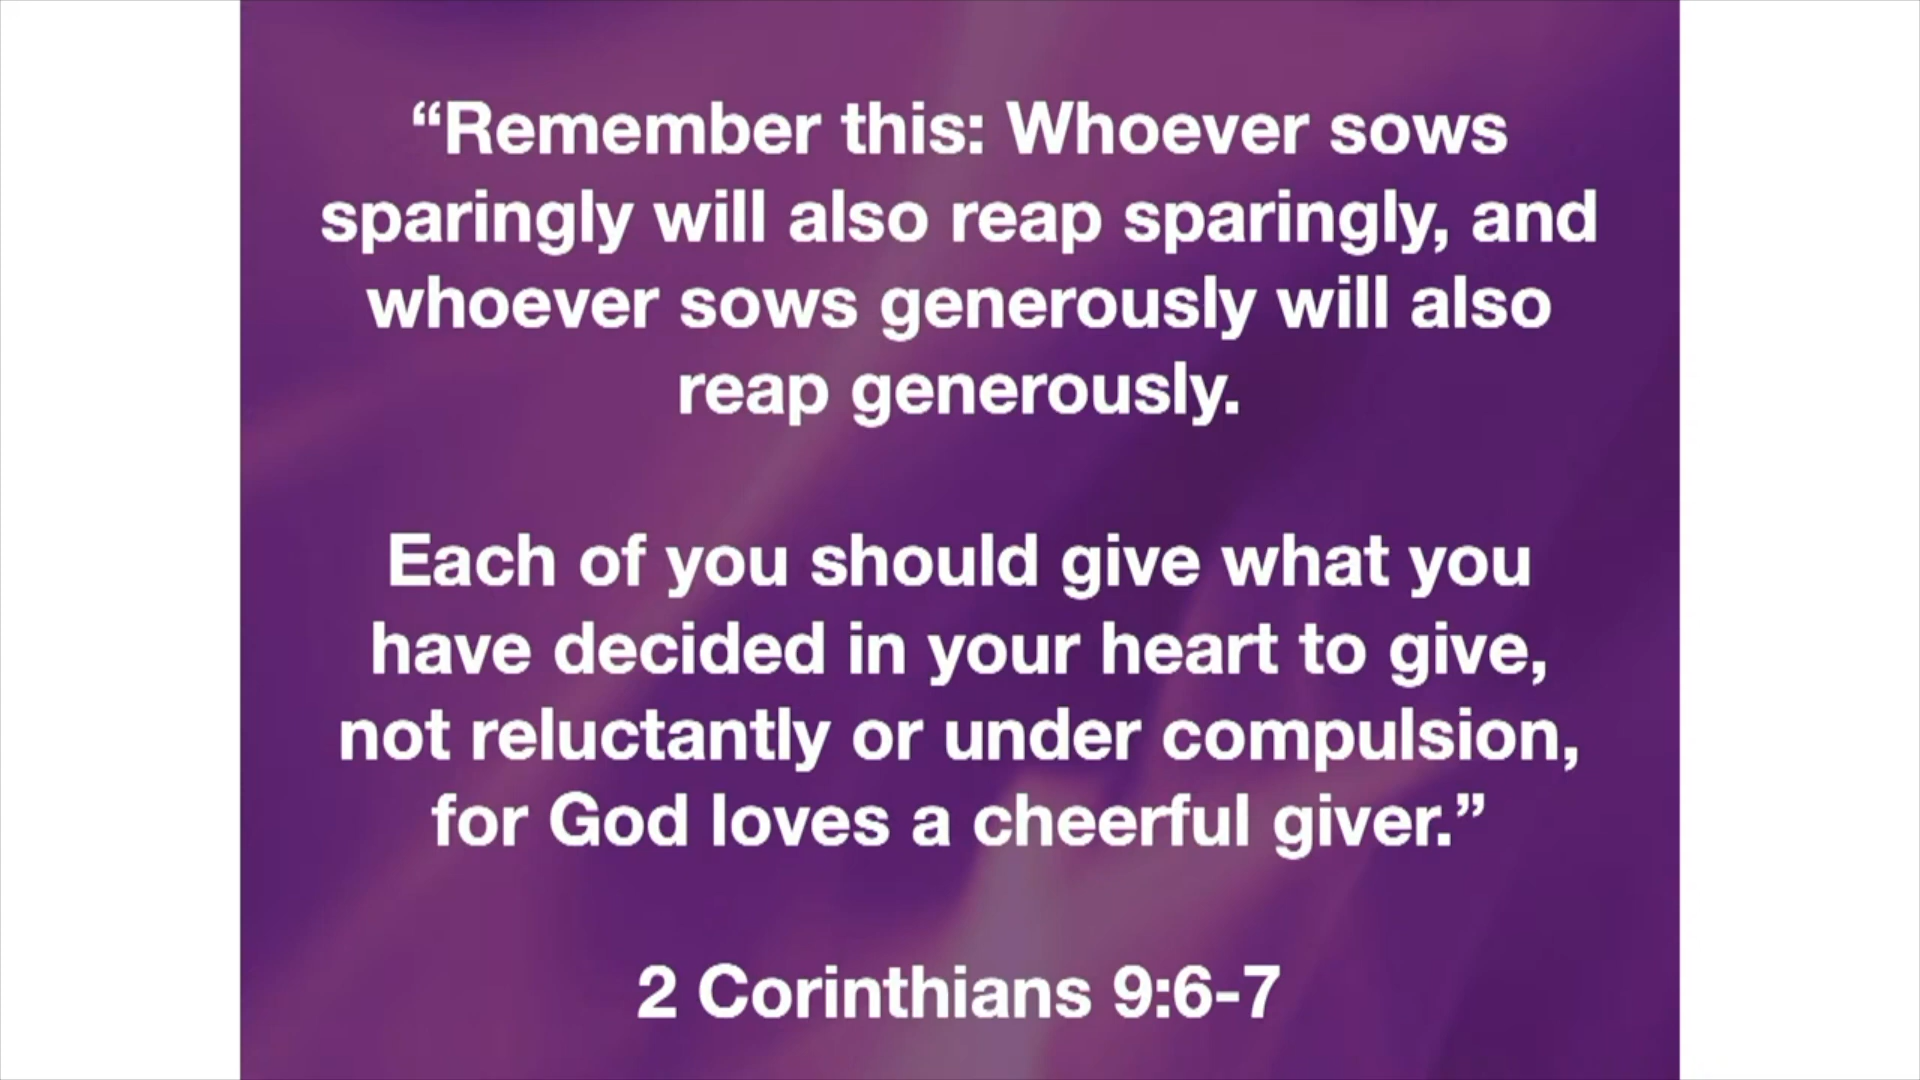 “Remember this: Whoever sows
sparingly will also reap sparingly, and
whoever sows generously will also
reap generously.
Each of you should give what you
have decided in your heart to give,
not reluctantly or under compulsion,
for God loves a cheerful giver.”
2 Corinthians 9:6-7